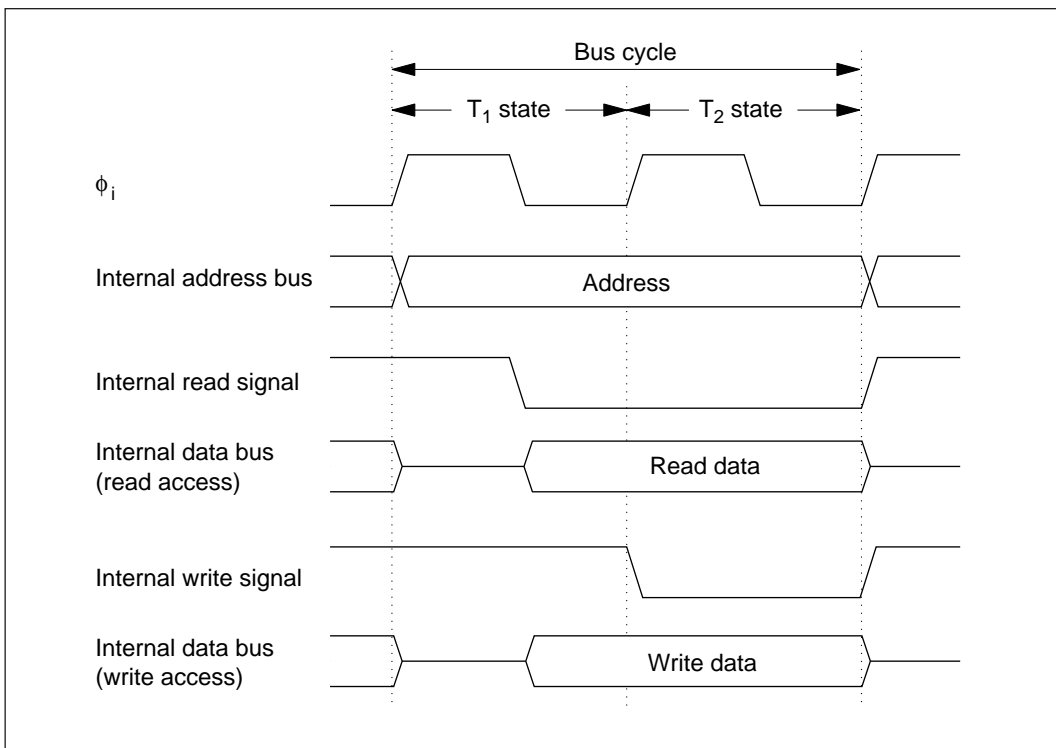 Bus cycle
T1 state
T2 state
ϕi
Internal address bus
Address
Internal read signal
Internal data bus
(read access)
Read data
Internal write signal
Internal data bus
(write access)
Write data